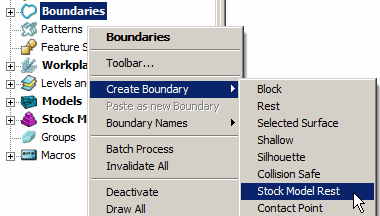 Boundaries
Patterns
Feature S
Workpla
Levels an
Models
Stock M
Groups
Macros
Boundaries
Toolbar...
Create Boundary
Paste as new Boundary
Boundary Names
Batch Process
Invalidate All
Deactivate
Draw All
Block
Rest
Selected Surface
Shallow
Silhouette
Collision Safe
Stock Model Rest
Contact Point